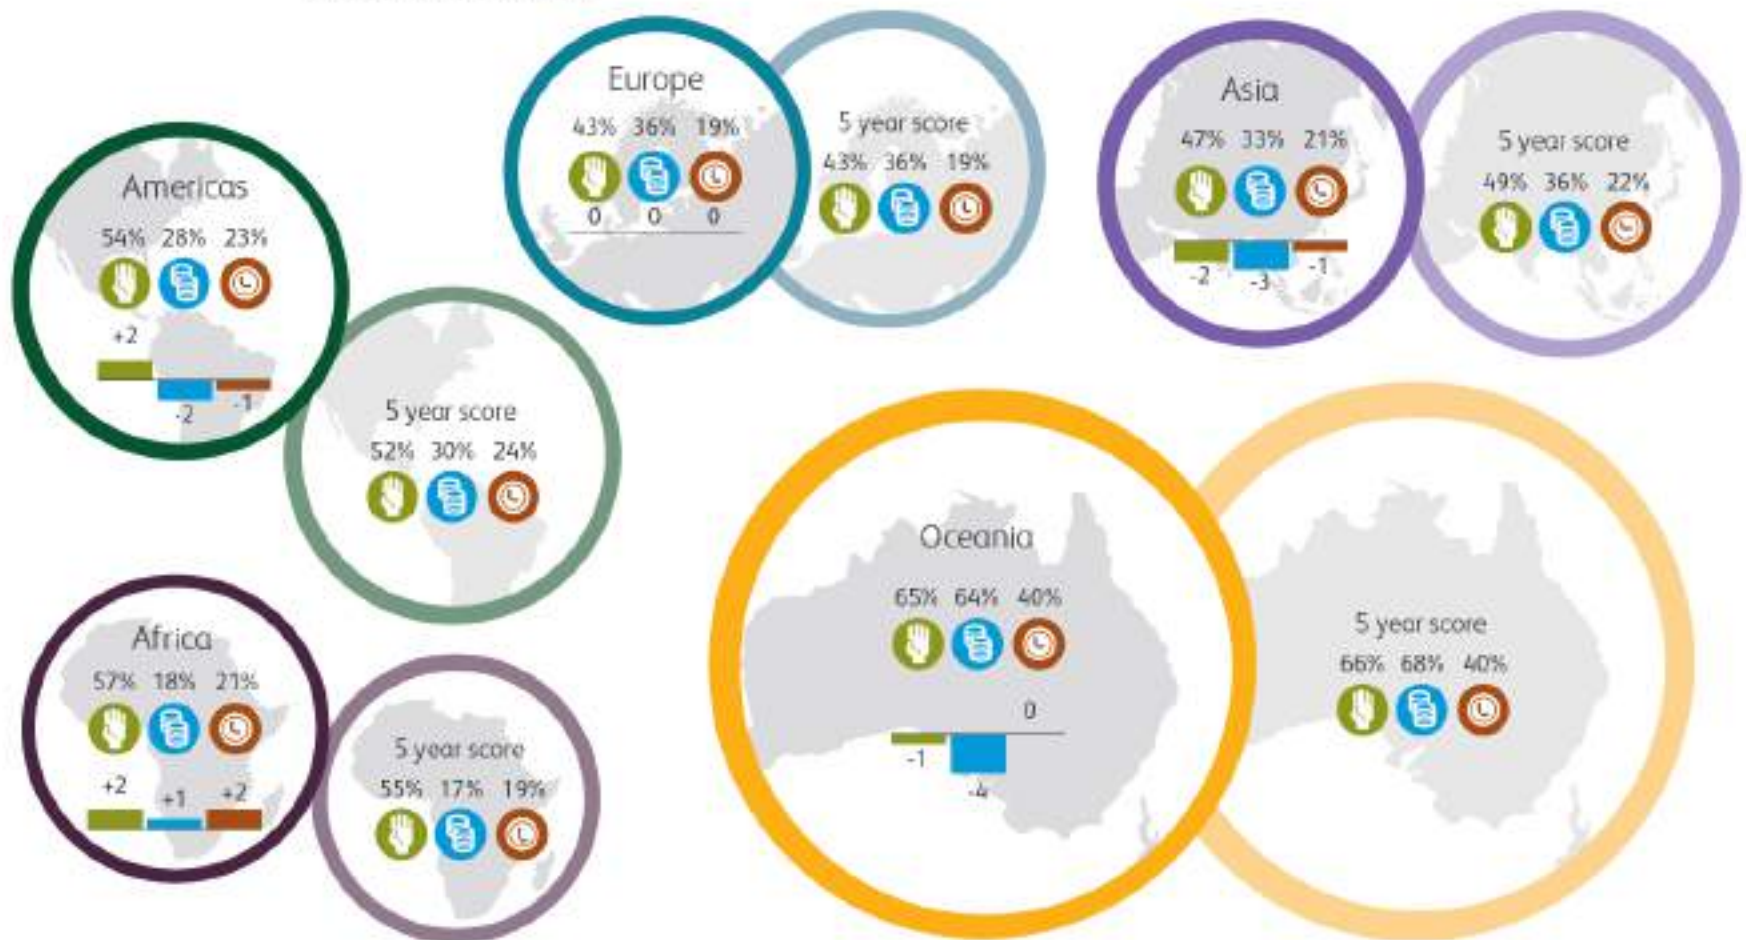 Americas
54% 28% 23%
+2
-2 -1
5 year score
52% 30% 24%
Europe
43% 36% 19%
0 0 0
5 year score
43% 36% 19%
Asia
47% 33% 21%
-2 -3 -1
5 year score
49% 36% 22%
Africa
57% 18% 21%
+2 +1 +2
5 year score
55% 17% 19%
Oceania
65% 64% 40%
0
-1
-4
5 year score
66% 68% 40%